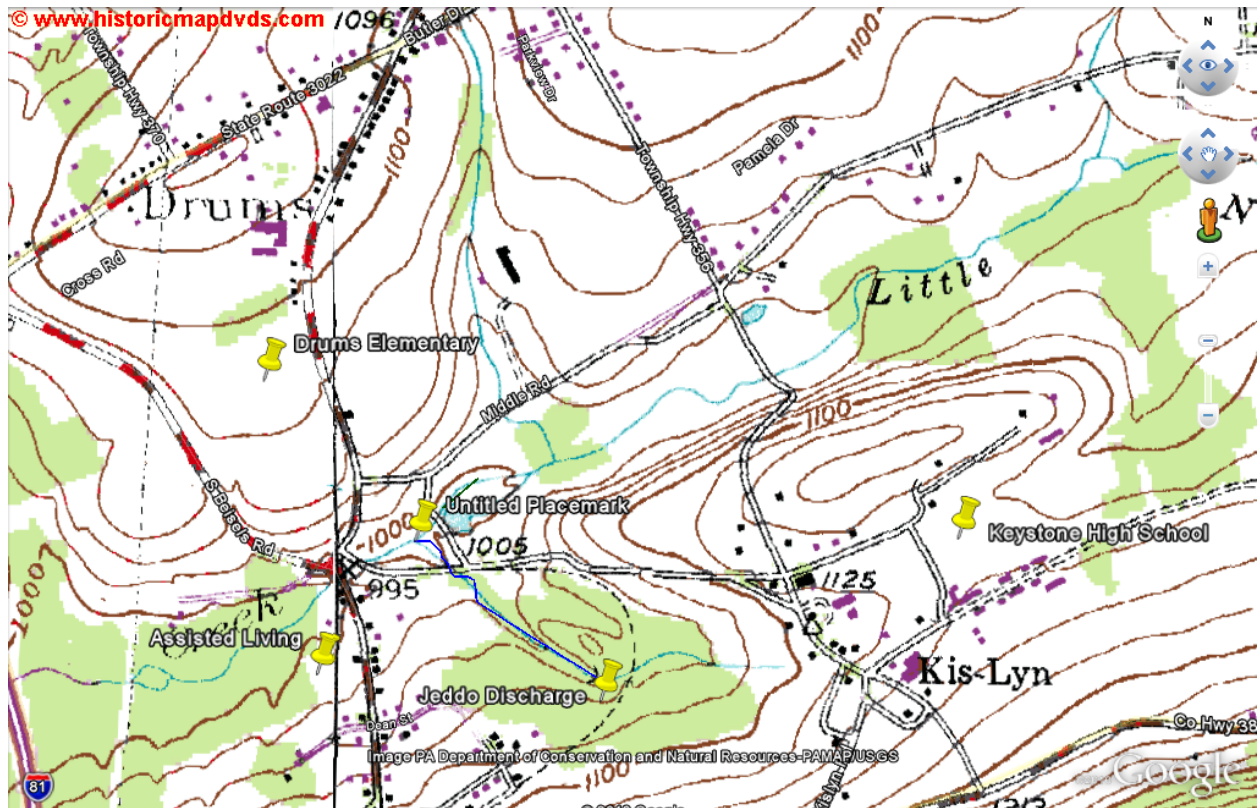 © www.historicmapdvds.com
1096
Butler Dr
Parkview Dr
1100
N
Township Hwy 370
State Route 3022
1100
Township Hwy 356
Pamela Dr
Drums
Cross Rd
Little
Drums Elementary
Middle Rd
1100
S Beisels Rd
Untitled Placemark
1000
1005
Keystone High School
995
1125
1000
Assisted Living
Kis-Lyn
Jeddo Discharge
Dean St
Co Hwy 38
Image PA Department of Conservation and Natural Resources-PAMAP/USGS
Google
81
1100